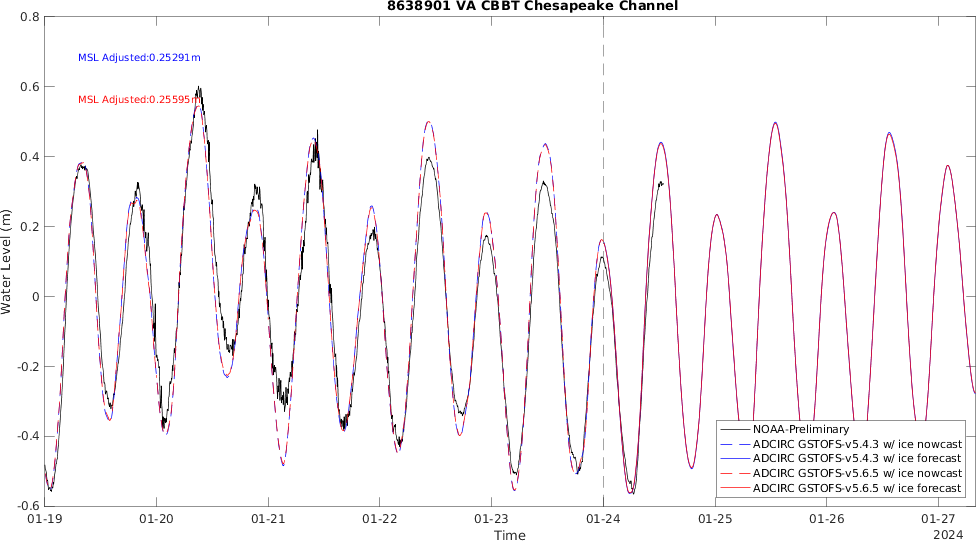 8638901 VA CBBT Chesapeake Channel
MSL Adjusted:0.25291m
MSL Adjusted:0.25595m
Water Level (m)
0.8
0.6
0.4
0.2
0
-0.2
-0.4
-0.6
NOAA-Preliminary
ADCIRC GSTOFS-v5.4.3 w/ ice nowcast
ADCIRC GSTOFS-v5.4.3 w/ ice forecast
ADCIRC GSTOFS-v5.6.5 w/ ice nowcast
ADCIRC GSTOFS-v5.6.5 w/ ice forecast
01-19 01-20 01-21 01-22 01-23 01-24 01-25 01-26 01-27
Time
2024